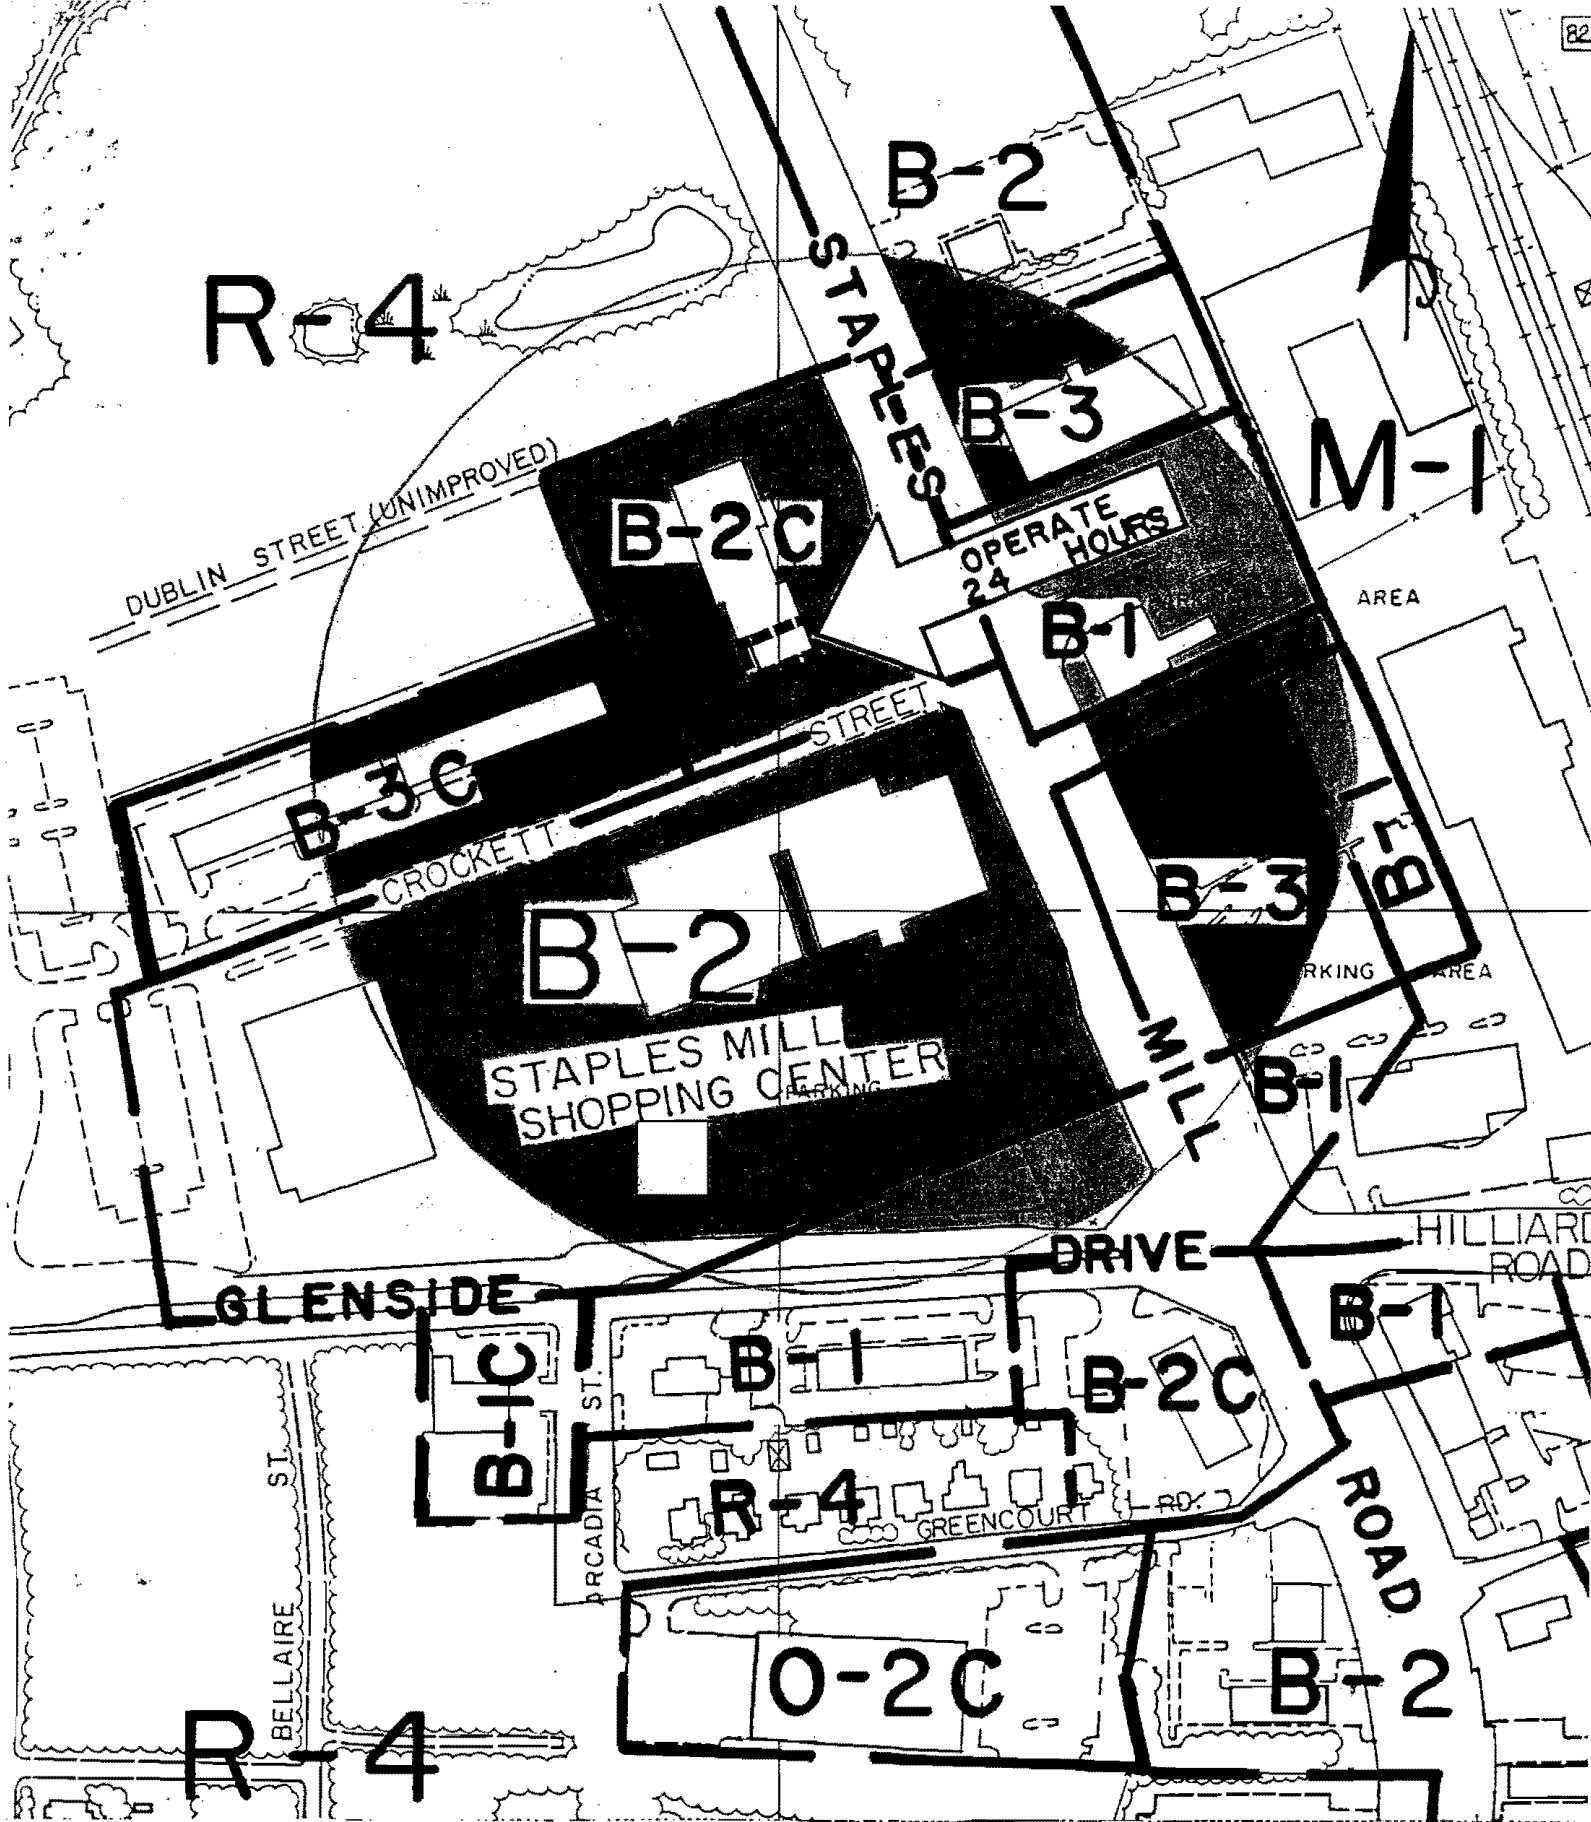 82
B-2
STAPLES
R-4
B-3
M-1
DUBLIN STREET (UNIMPROVED)
B-2C
OPERATE
24 HOURS
AREA
B-1
STREET
B-3C
CROCKETT
B-1
B-3
B-2
PARKING AREA
STAPLES MILL
SHOPPING CENTER
PARKING
MILL
B-1
HILLIARD
ROAD
DRIVE
GLENSIDE
B-1
B-1
B-2C
B-1C
ST.
ARCADIA
R-4
GREENCOURT RD.
ST.
BELLAIRE
ROAD
O-2C
B-2
R-4